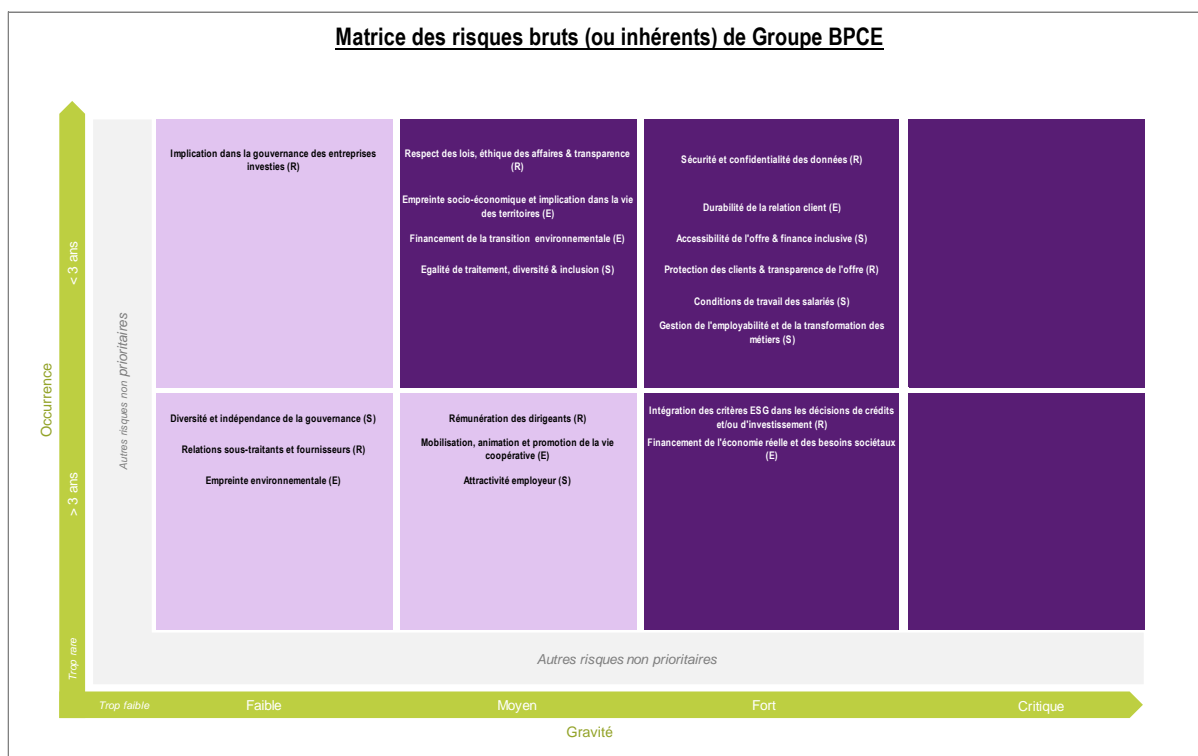 Matrice des risques bruts (ou inhérents) de Groupe BPCE
Occurrence
< 3 ans
> 3 ans
Trop rare
Autres risques non prioritaires
Implication dans la gouvernance des entreprises
investies (R)
Respect des lois, éthique des affaires & transparence
(R)
Empreinte socio-économique et implication dans la vie
des territoires (E)
Financement de la transition  environnementale (E)
Egalité de traitement, diversité & inclusion (S)
Sécurité et confidentialité des données (R)
Durabilité de la relation client (E)
Accessibilité de l'offre & finance inclusive (S)
Protection des clients & transparence de l'offre (R)
Conditions de travail des salariés (S)
Gestion de l'employabilité et de la transformation des
métiers (S)
Diversité et indépendance de la gouvernance (S)
Relations sous-traitants et fournisseurs (R)
Empreinte environnementale (E)
Rémunération des dirigeants (R)
Mobilisation, animation et promotion de la vie
coopérative (E)
Attractivité employeur (S)
Intégration des critères ESG dans les décisions de crédits
et/ou d'investissement (R)
Financement de l'économie réelle et des besoins sociétaux
(E)
Autres risques non prioritaires
Trop faible
Faible
Moyen
Fort
Critique
Gravité